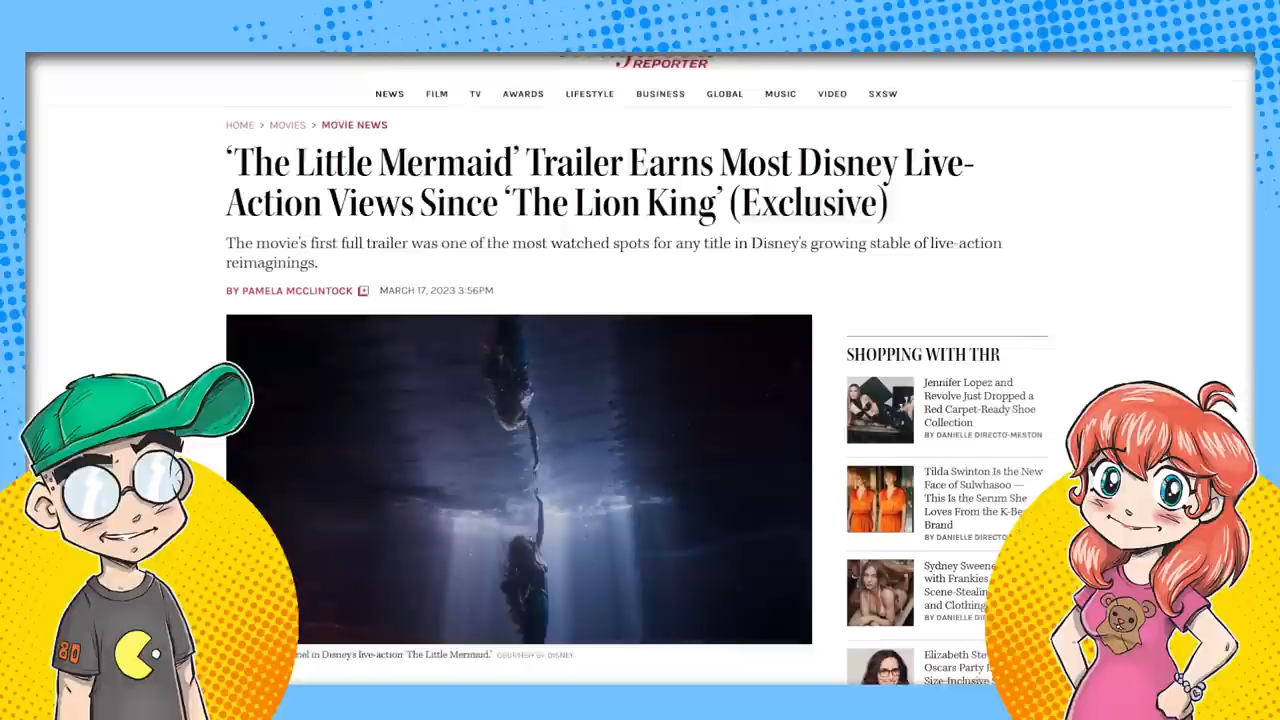 REPORTER
NEWS FILM TV AWARDS LIFESTYLE BUSINESS GLOBAL MUSIC VIDEO SXSW
HOME > MOVIES > MOVIE NEWS
‘The Little Mermaid’ Trailer Earns Most Disney Live-
Action Views Since ‘The Lion King’ (Exclusive)
The movie's first full trailer was one of the most watched spots for any title in Disney's growing stable of live-action
reimaginings.
BY PAMELA MCCLINTOCK
MARCH 17, 2023 3:56PM
in Disney's live-action 'The Little Mermaid.' COURTESY OF DISNEY
SHOPPING WITH THR
Jennifer Lopez and
Revolve Just Dropped a
Red Carpet-Ready Shoe
Collection
BY DANIELLE DIRECTO-MESTON
Tilda Swinton Is the New
Face of Sulwhasoo —
This Is the Serum She
Loves From the K-Be
Brand
BY DANIELLE DIRECTO
Sydney Sweene
with Frankies
Scene-Stealin
and Clothing
BY DANIELLE DI
Elizabeth Ste
Oscars Party
Size-Inclusive
80